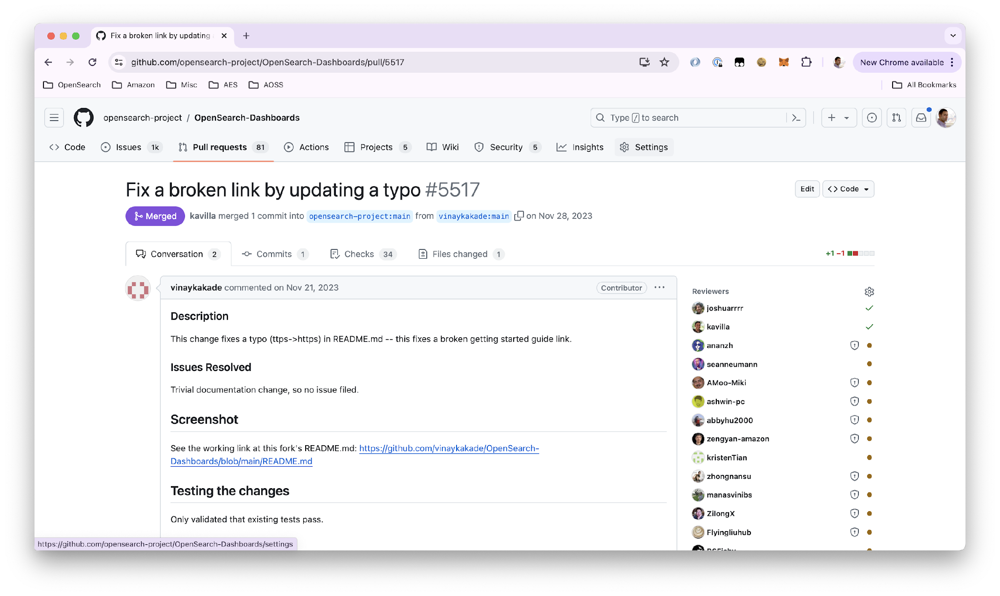 Fix a broken link by updating
github.com/opensearch-project/OpenSearch-Dashboards/pull/5517
New Chrome available
OpenSearch Amazon Misc AES AOSS All Bookmarks
opensearch-project / OpenSearch-Dashboards
Type / to search
Code Issues 1k Pull requests 81 Actions Projects 5 Wiki Security 5 Insights Settings
Fix a broken link by updating a typo #5517
Edit Code
Merged kavilla merged 1 commit into opensearch-project:main from vinaykakade:main on Nov 28, 2023
Conversation 2 Commits 1 Checks 34 Files changed 1
+1 −1
vinaykakade commented on Nov 21, 2023 Contributor
Description
This change fixes a typo (ttps->https) in README.md -- this fixes a broken getting started guide link.
Issues Resolved
Trivial documentation change, so no issue filed.
Screenshot
See the working link at this fork's README.md: https://github.com/vinaykakade/OpenSearch-
Dashboards/blob/main/README.md
Testing the changes
Only validated that existing tests pass.
Reviewers
joshuarrrr
kavilla
ananzh
seanneumann
AMoo-Miki
ashwin-pc
abbyhu2000
zengyan-amazon
kristenTian
zhongnansu
manasvinibs
ZilongX
Flyingliuhub
https://github.com/opensearch-project/OpenSearch-Dashboards/settings